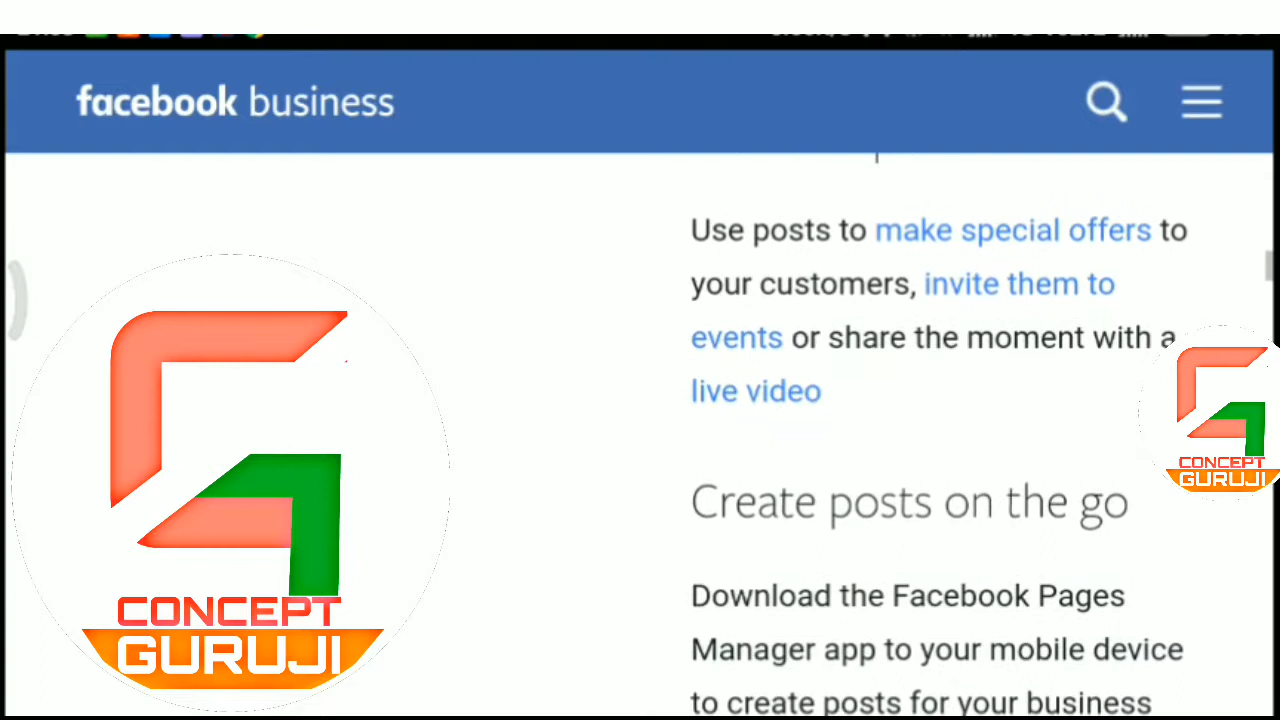 facebook business
Use posts to make special offers to
your customers, invite them to
events or share the moment with a
live video
Create posts on the go
Download the Facebook Pages
Manager app to your mobile device
to create posts for your business
CONCEPT
GURUJI
CONCEPT
GURUJI